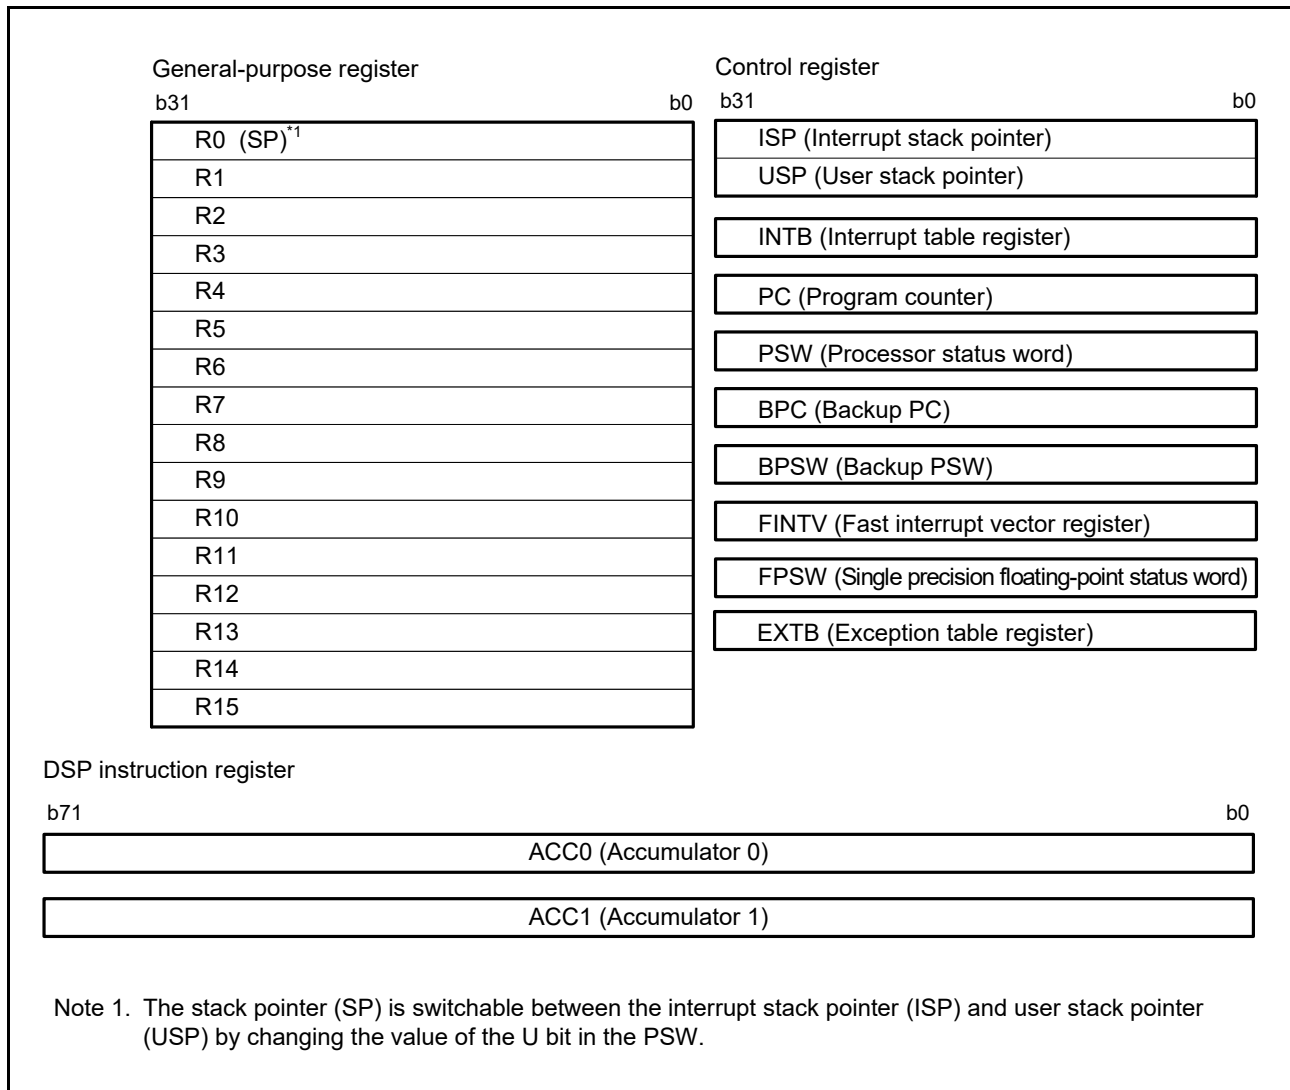 General-purpose register
b31 b0
R0 (SP)*1
R1
R2
R3
R4
R5
R6
R7
R8
R9
R10
R11
R12
R13
R14
R15
Control register
b31 b0
ISP (Interrupt stack pointer)
USP (User stack pointer)
INTB (Interrupt table register)
PC (Program counter)
PSW (Processor status word)
BPC (Backup PC)
BPSW (Backup PSW)
FINTV (Fast interrupt vector register)
FPSW (Single precision floating-point status word)
EXTB (Exception table register)
DSP instruction register
b71 b0
ACC0 (Accumulator 0)
ACC1 (Accumulator 1)
Note 1. The stack pointer (SP) is switchable between the interrupt stack pointer (ISP) and user stack pointer
(USP) by changing the value of the U bit in the PSW.